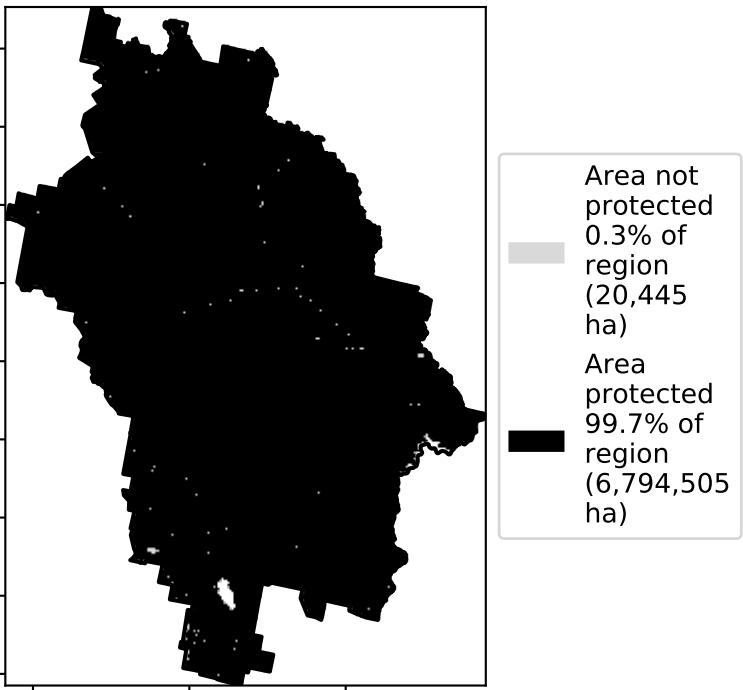 Area not
protected
0.3% of
region
(20,445
ha)
Area
protected
99.7% of
region
(6,794,505
ha)